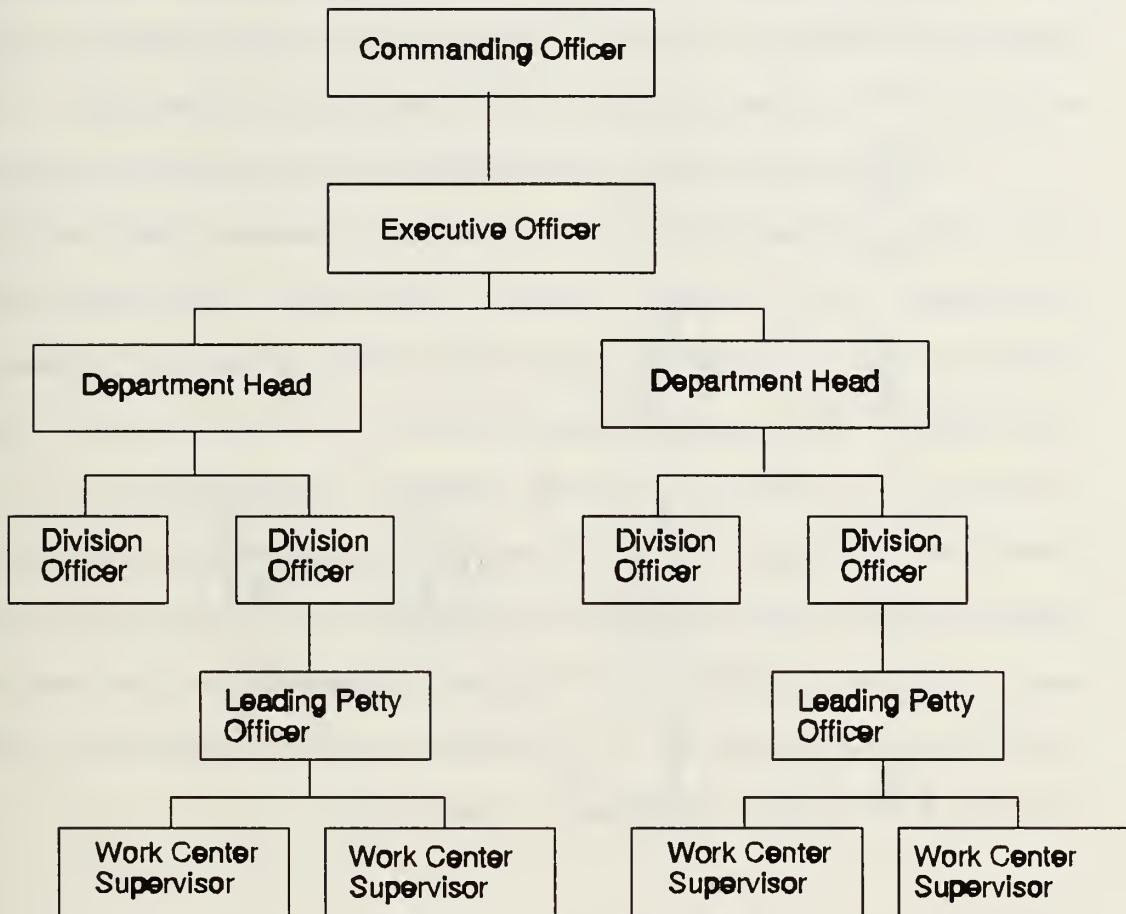 Commanding Officer
Executive Officer
Department Head
Department Head
Division
Officer
Division
Officer
Division
Officer
Division
Officer
Leading Petty
Officer
Leading Petty
Officer
Work Center
Supervisor
Work Center
Supervisor
Work Center
Supervisor
Work Center
Supervisor